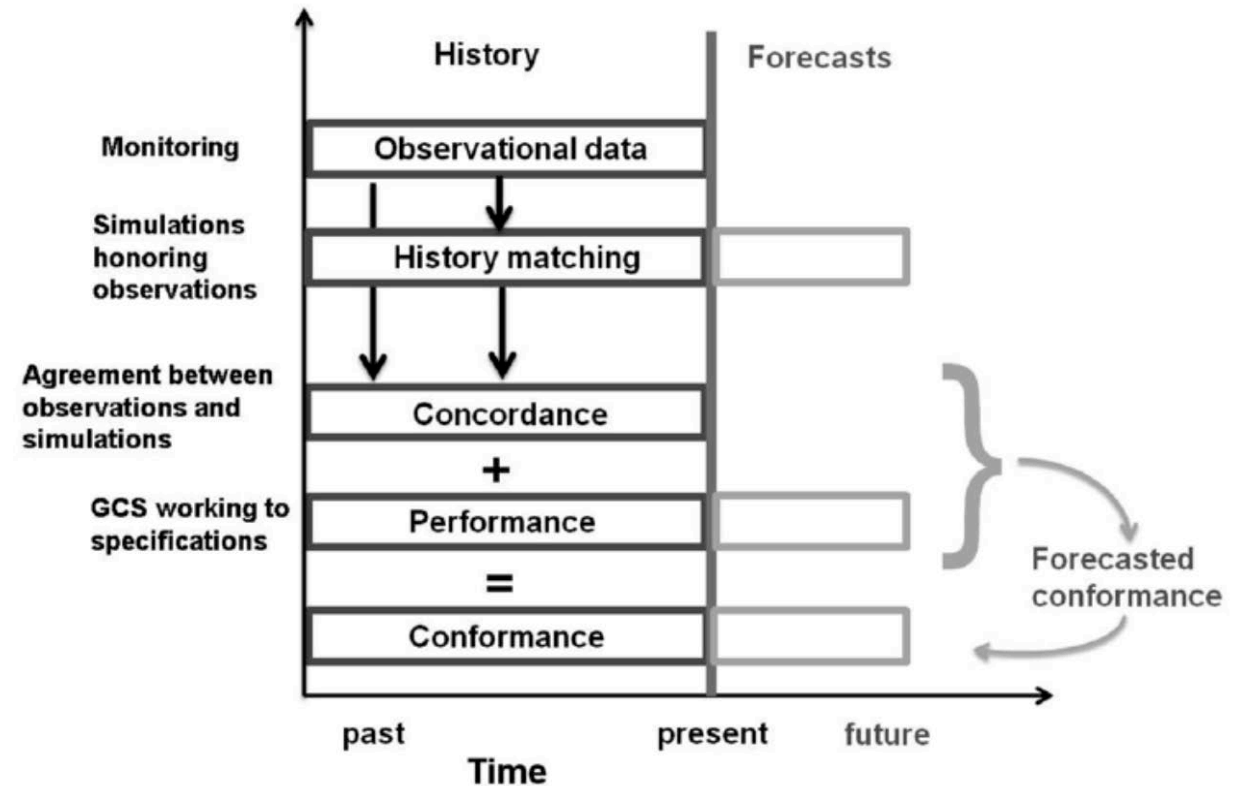 History
Forecasts
Monitoring
Observational data
Simulations
honoring
observations
History matching
Agreement between
observations and
simulations
Concordance
+
GCS working to
specifications
Performance
=
Conformance
Forecasted
conformance
past
present
future
Time